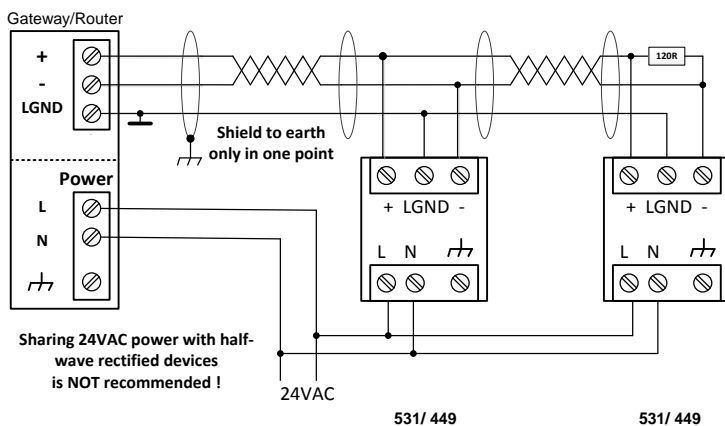 Gateway/Router
+
-
LGND
120R
Shield to earth
only in one point
Power
L
N
+ LGND -
L N
+ LGND -
L N
Sharing 24VAC power with half-
wave rectified devices
is NOT recommended !
24VAC
531/ 449
531/ 449